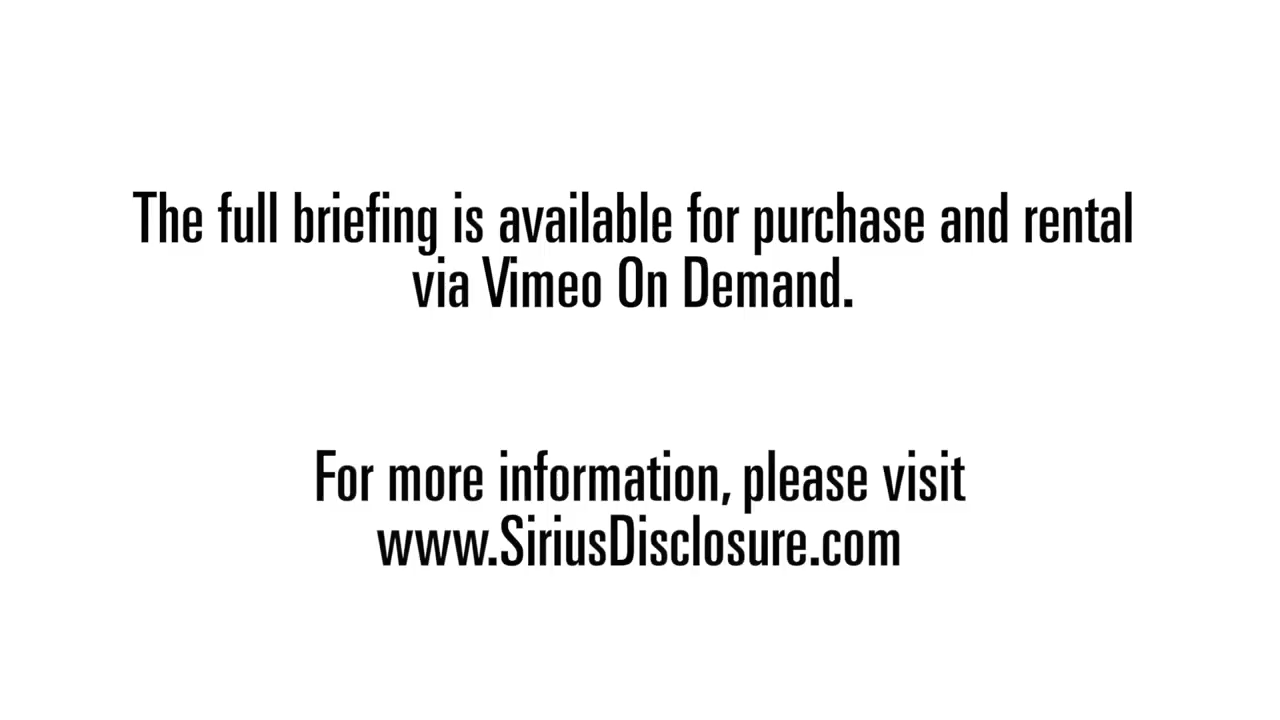 The full briefing is available for purchase and rental
via Vimeo On Demand.
For more information, please visit
www.SiriusDisclosure.com